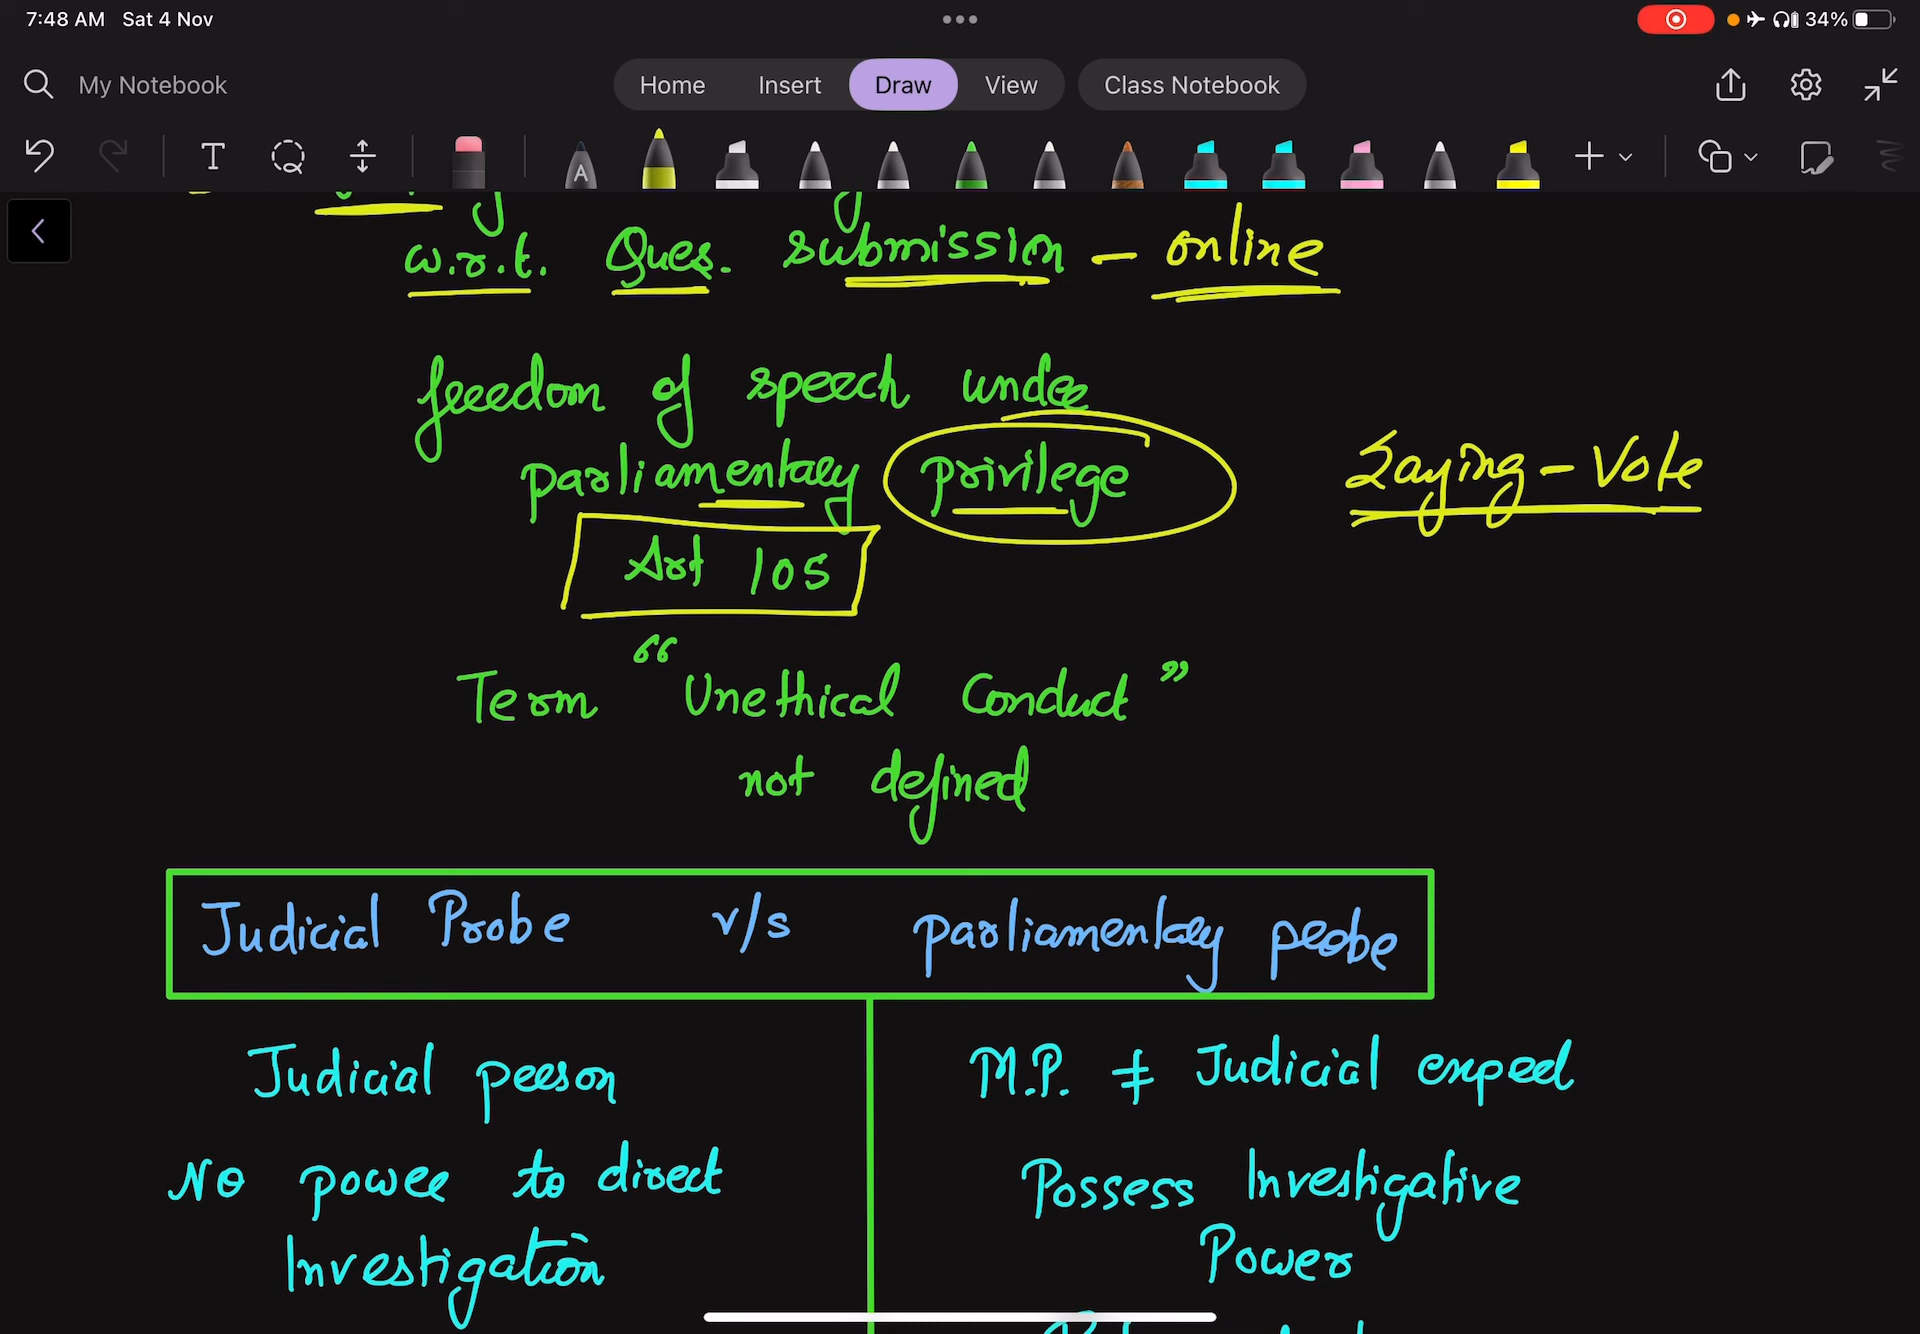 7:48 AM Sat 4 Nov
34%
My Notebook
Home Insert Draw View Class Notebook
T A
w.r.t. Ques. submission - online
freedom of speech under
parliamentary privilege
Saying - Vote
Art 105
Term "Unethical Conduct"
not defined
Judicial Probe v/s parliamentary probe
Judicial person
M.P. ≠ Judicial expert
No power to direct
Investigation
Possess Investigative
Power